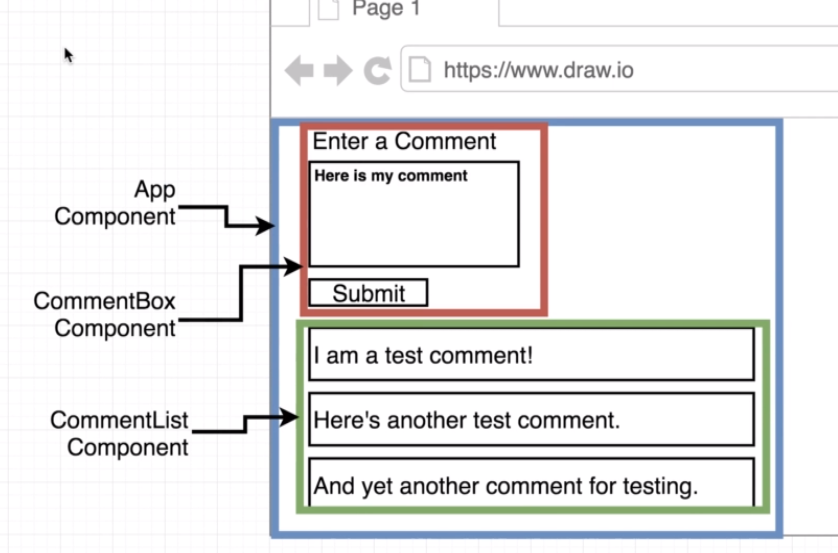 Page 1
https://www.draw.io
Enter a Comment
Here is my comment
Submit
App
Component
CommentBox
Component
CommentList
Component
I am a test comment!
Here's another test comment.
And yet another comment for testing.